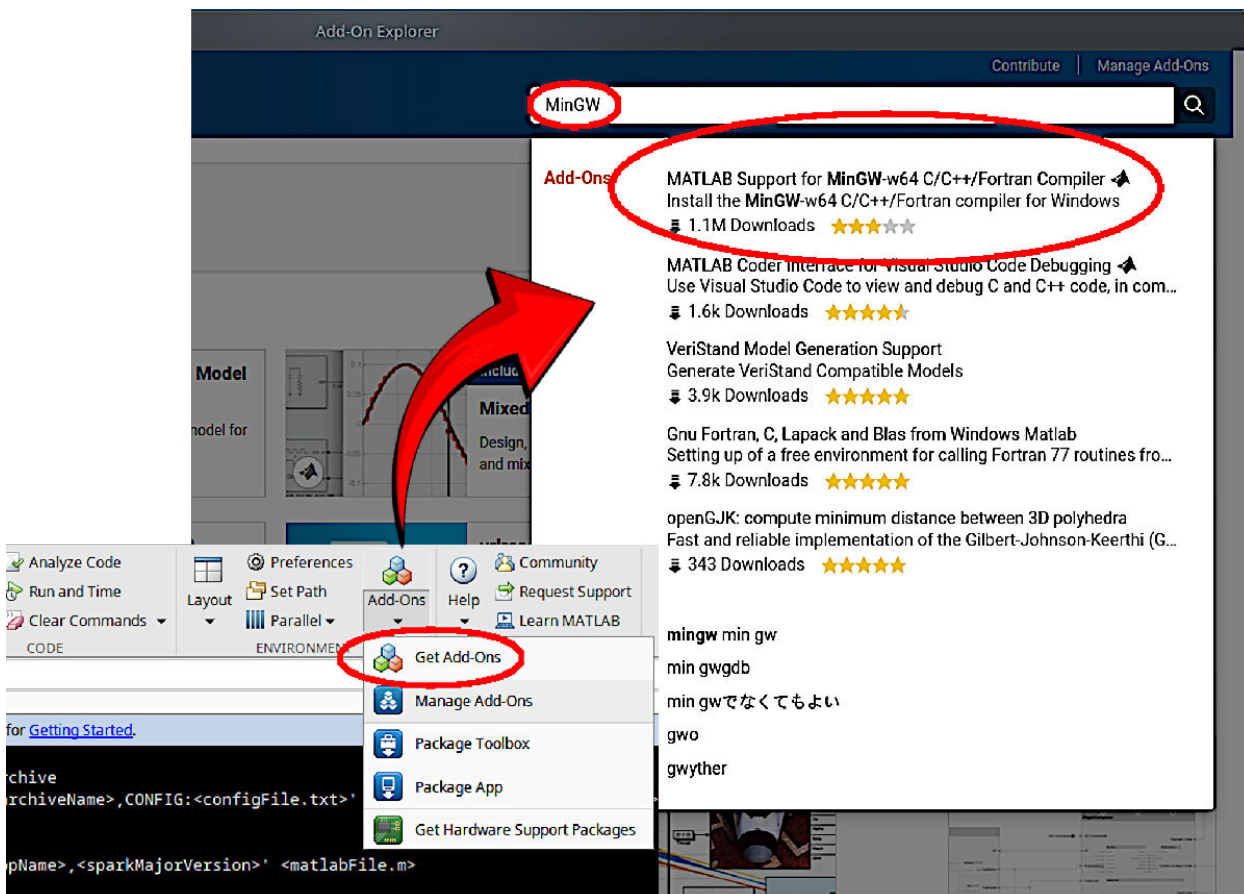 Add-On Explorer
Contribute
Manage Add-Ons
MinGW
Add-Ons
MATLAB Support for MinGW-w64 C/C++/Fortran Compiler
Install the MinGW-w64 C/C++/Fortran compiler for Windows
1.1M Downloads
MATLAB Coder Interface for Visual Studio Code Debugging
Use Visual Studio Code to view and debug C and C++ code, in com...
1.6k Downloads
VeriStand Model Generation Support
Generate VeriStand Compatible Models
3.9k Downloads
Gnu Fortran, C, Lapack and Blas from Windows Matlab
Setting up of a free environment for calling Fortran 77 routines fro...
7.8k Downloads
openGJK: compute minimum distance between 3D polyhedra
Fast and reliable implementation of the Gilbert-Johnson-Keerthi (G...
343 Downloads
mingw min gw
min gwgdb
min gwでなくてもよい
gwo
gwyther
Model
model for
Mixed
Design,
and mix
Analyze Code
Run and Time
Clear Commands
CODE
Layout
Preferences
Set Path
Parallel
ENVIRONMENT
Add-Ons
Help
Community
Request Support
Learn MATLAB
Get Add-Ons
Manage Add-Ons
Package Toolbox
Package App
Get Hardware Support Packages
for Getting Started.
rchive
archiveName>,CONFIG:<configFile.txt>'
ppName>,<sparkMajorVersion>' <matlabFile.m>